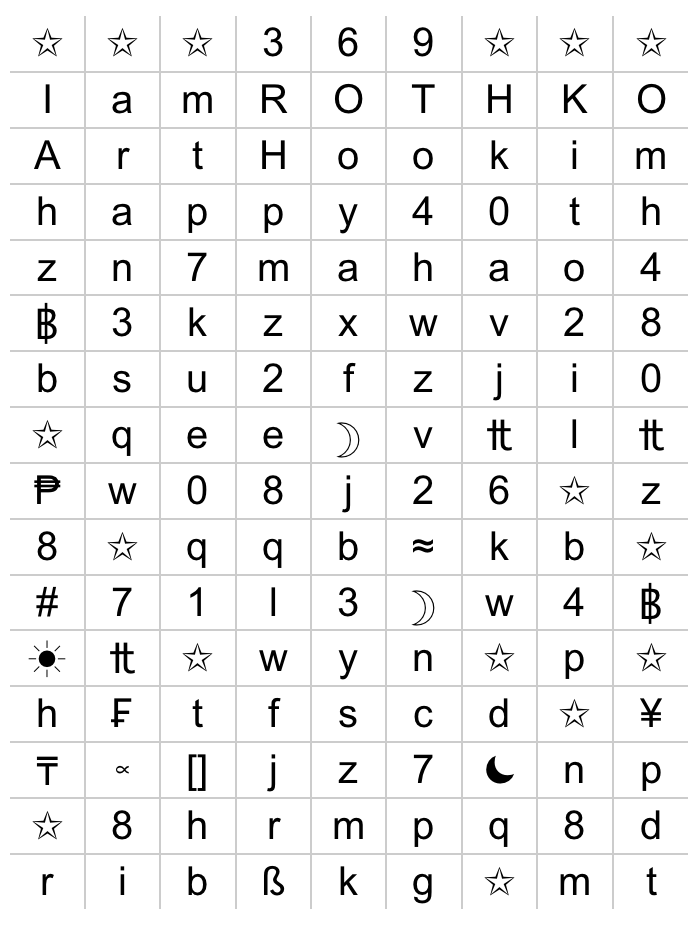 ☆ ☆ ☆ 3 6 9 ☆ ☆ ☆
I a m R O T H K O
A r t H o o k i m
h a p p y 4 0 t h
z n 7 m a h a o 4
฿ 3 k z x w v 2 8
b s u 2 f z j i 0
☆ q e e ☽ v ₶ l ₶
₱ w 0 8 j 2 6 ☆ z
8 ☆ q q b ≈ k b ☆
# 7 1 l 3 ☽ w 4 ฿
☀ ₶ ☆ w y n ☆ p ☆
h ₣ t f s c d ☆ ¥
₸ ∝ [] j z 7 ⏾ n p
☆ 8 h r m p q 8 d
r i b ß k g ☆ m t